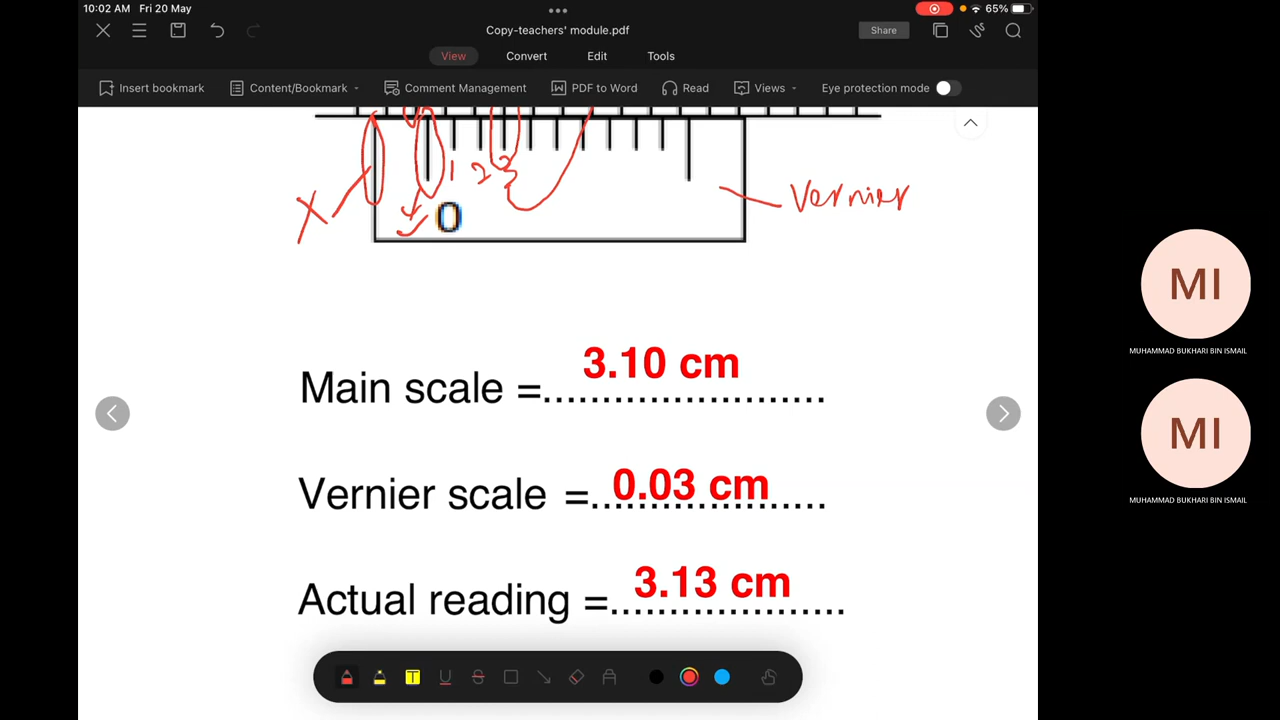 10:02 AM Fri 20 May
65%
Copy-teachers' module.pdf
Share
View Convert Edit Tools
Insert bookmark Content/Bookmark Comment Management PDF to Word Read Views Eye protection mode
X 1 2 Vernier
0
Main scale =........................ 3.10 cm
Vernier scale =.................... 0.03 cm
Actual reading =.................... 3.13 cm
MI
MUHAMMAD BUKHARI BIN ISMAIL
MI
MUHAMMAD BUKHARI BIN ISMAIL
T U S